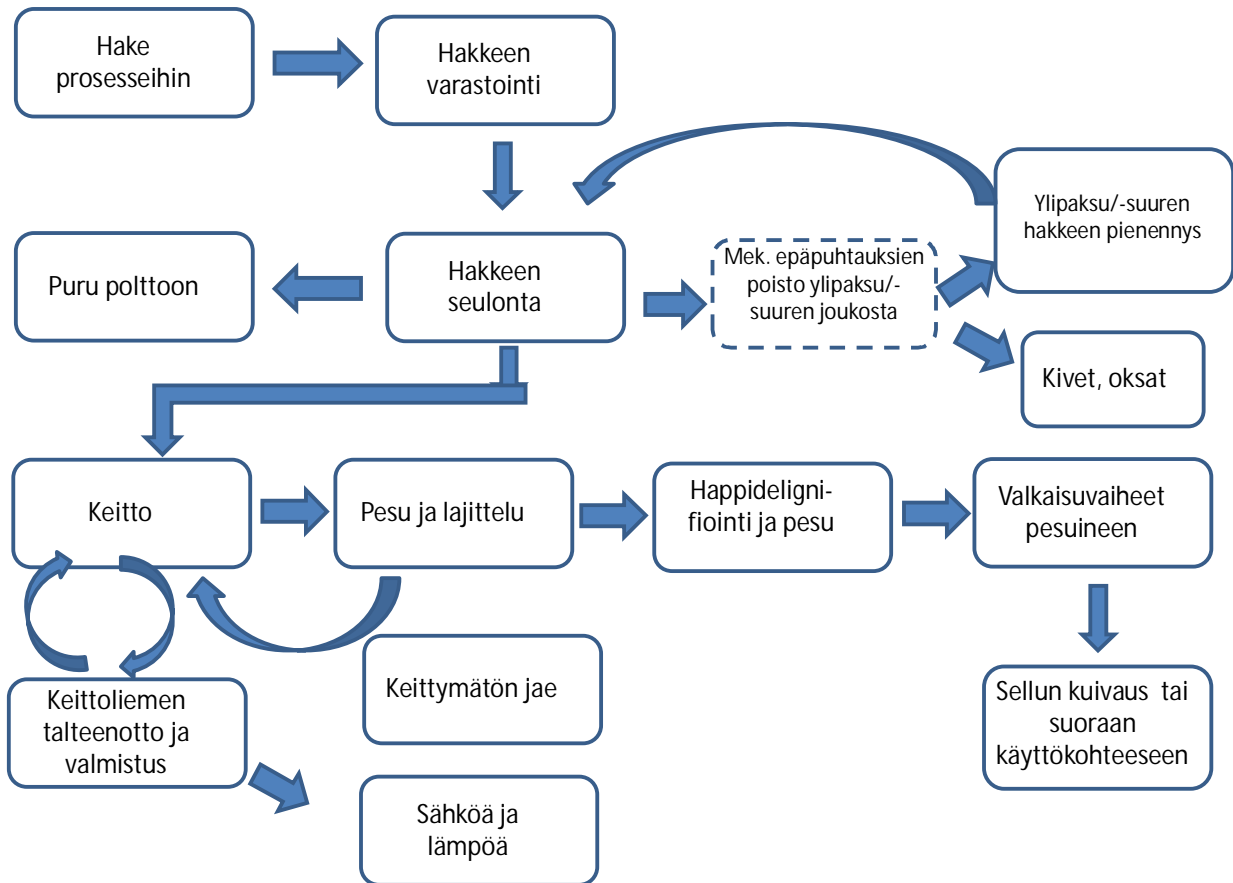 Hake
prosesseihin
Hakkeen
varastointi
Ylipaksu/-suuren
hakkeen pienennys
Puru polttoon
Hakkeen
seulonta
Mek. epäpuhtauksien
poisto ylipaksu/-
suuren joukosta
Kivet, oksat
Keitto
Pesu ja lajittelu
Happideligni-
fiointi ja pesu
Valkaisuvaiheet
pesuineen
Keittoliemen
talteenotto ja
valmistus
Keittymätön jae
Sellun kuivaus tai
suoraan
käyttökohteeseen
Sähköä ja
lämpöä